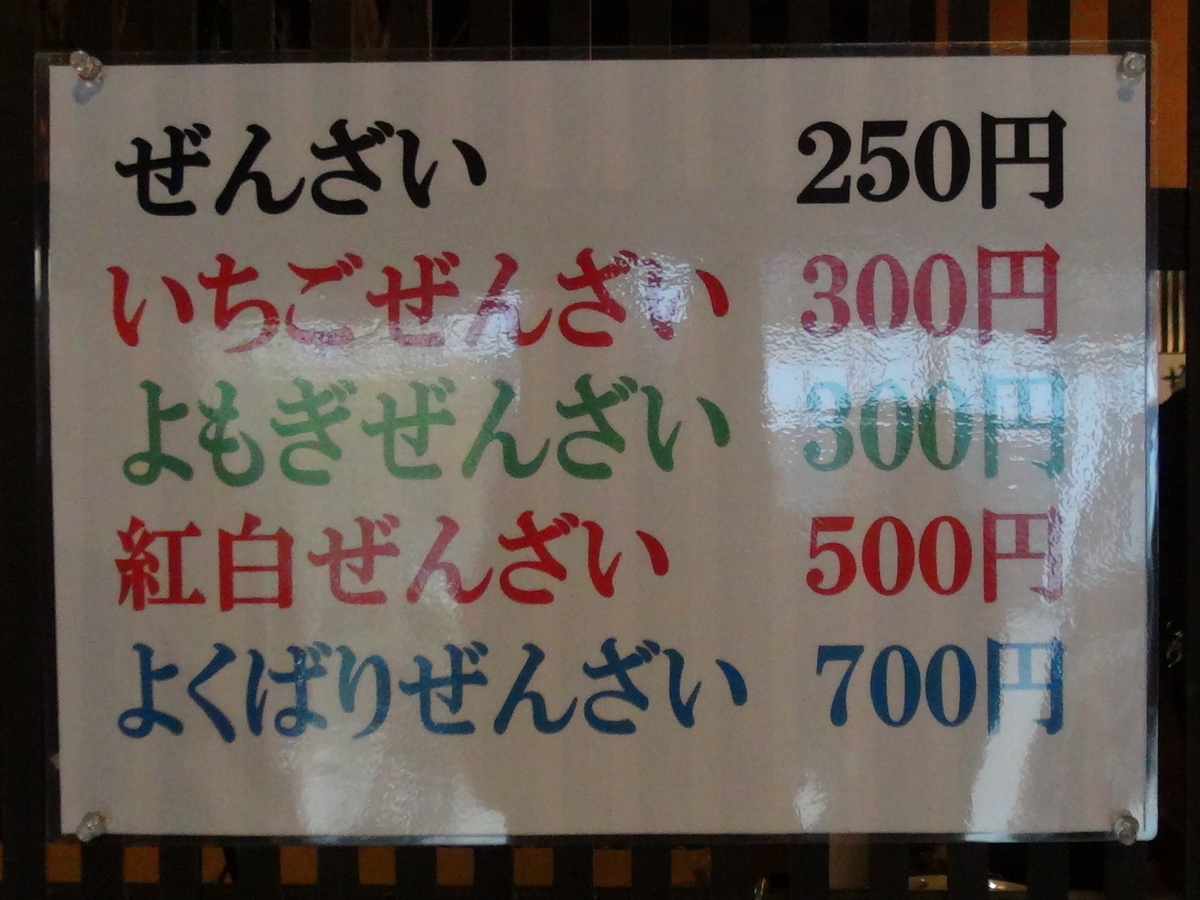 ぜんざい 250円
いちごぜんざい 300円
よもぎぜんざい 300円
紅白ぜんざい 500円
よくばりぜんざい 700円